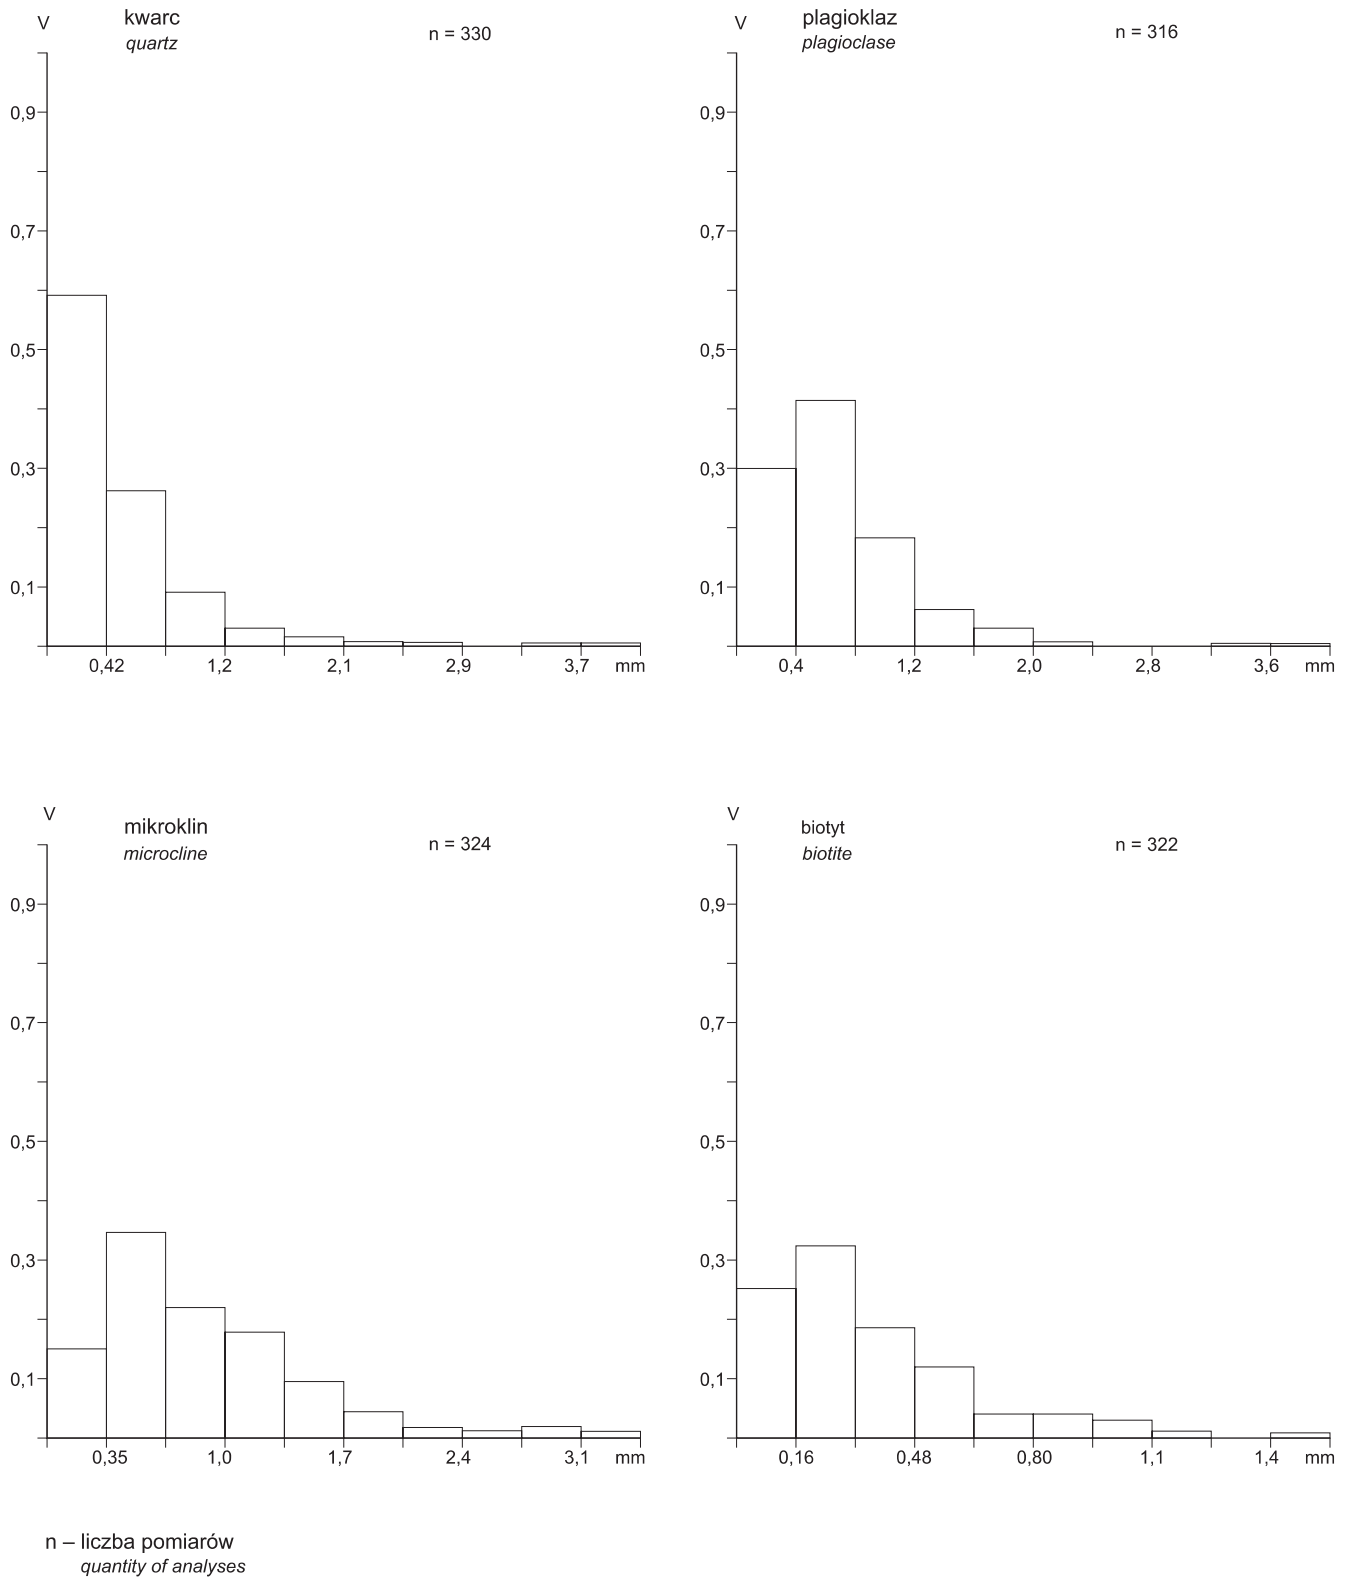 V
kwarc
quartz
n = 330
0,9
0,7
0,5
0,3
0,1
0,42 1,2 2,1 2,9 3,7 mm
V
plagioklaz
plagioclase
n = 316
0,9
0,7
0,5
0,3
0,1
0,4 1,2 2,0 2,8 3,6 mm
V
mikroklin
microcline
n = 324
0,9
0,7
0,5
0,3
0,1
0,35 1,0 1,7 2,4 3,1 mm
V
biotyt
biotite
n = 322
0,9
0,7
0,5
0,3
0,1
0,16 0,48 0,80 1,1 1,4 mm
n – liczba pomiarów
quantity of analyses